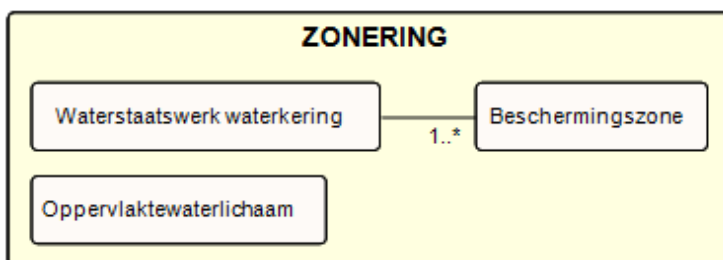 ZONERING
Waterstaatswerk waterkering
Beschermingszone
1..*
Oppervlaktewaterlichaam